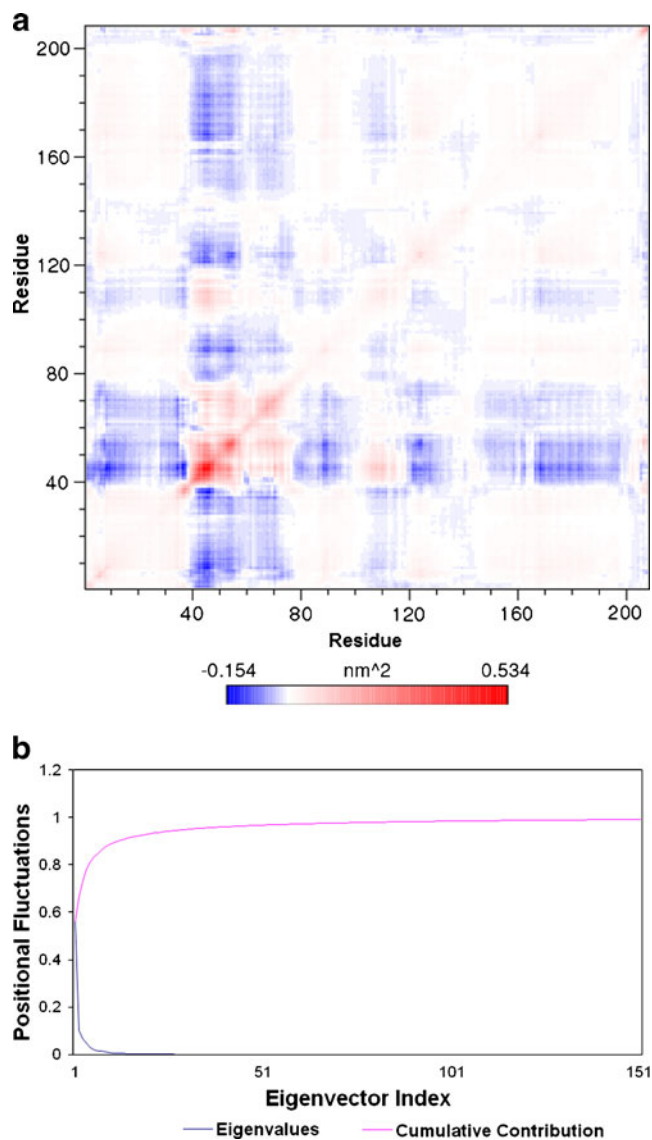 a
200
160
120
80
40
Residue
40 80 120 160 200
Residue
-0.154 nm^2 0.534
b
1.2
1
0.8
0.6
0.4
0.2
0
Positional Fluctuations
1 51 101 151
Eigenvector Index
Eigenvalues Cumulative Contribution